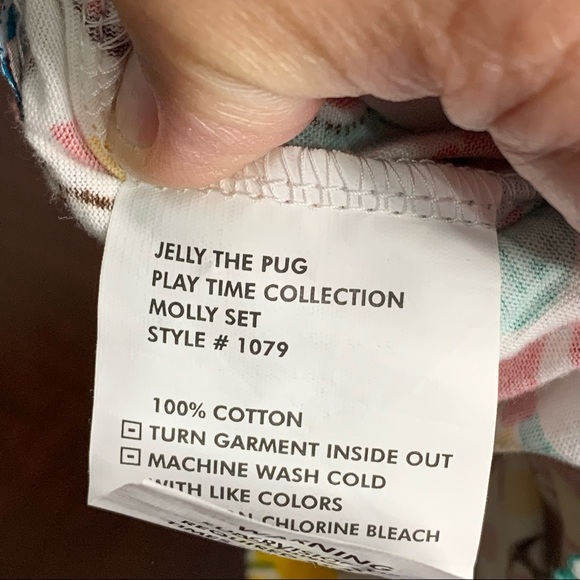 JELLY THE PUG
PLAY TIME COLLECTION
MOLLY SET
STYLE # 1079
100% COTTON
TURN GARMENT INSIDE OUT
MACHINE WASH COLD
WITH LIKE COLORS
CHLORINE BLEACH